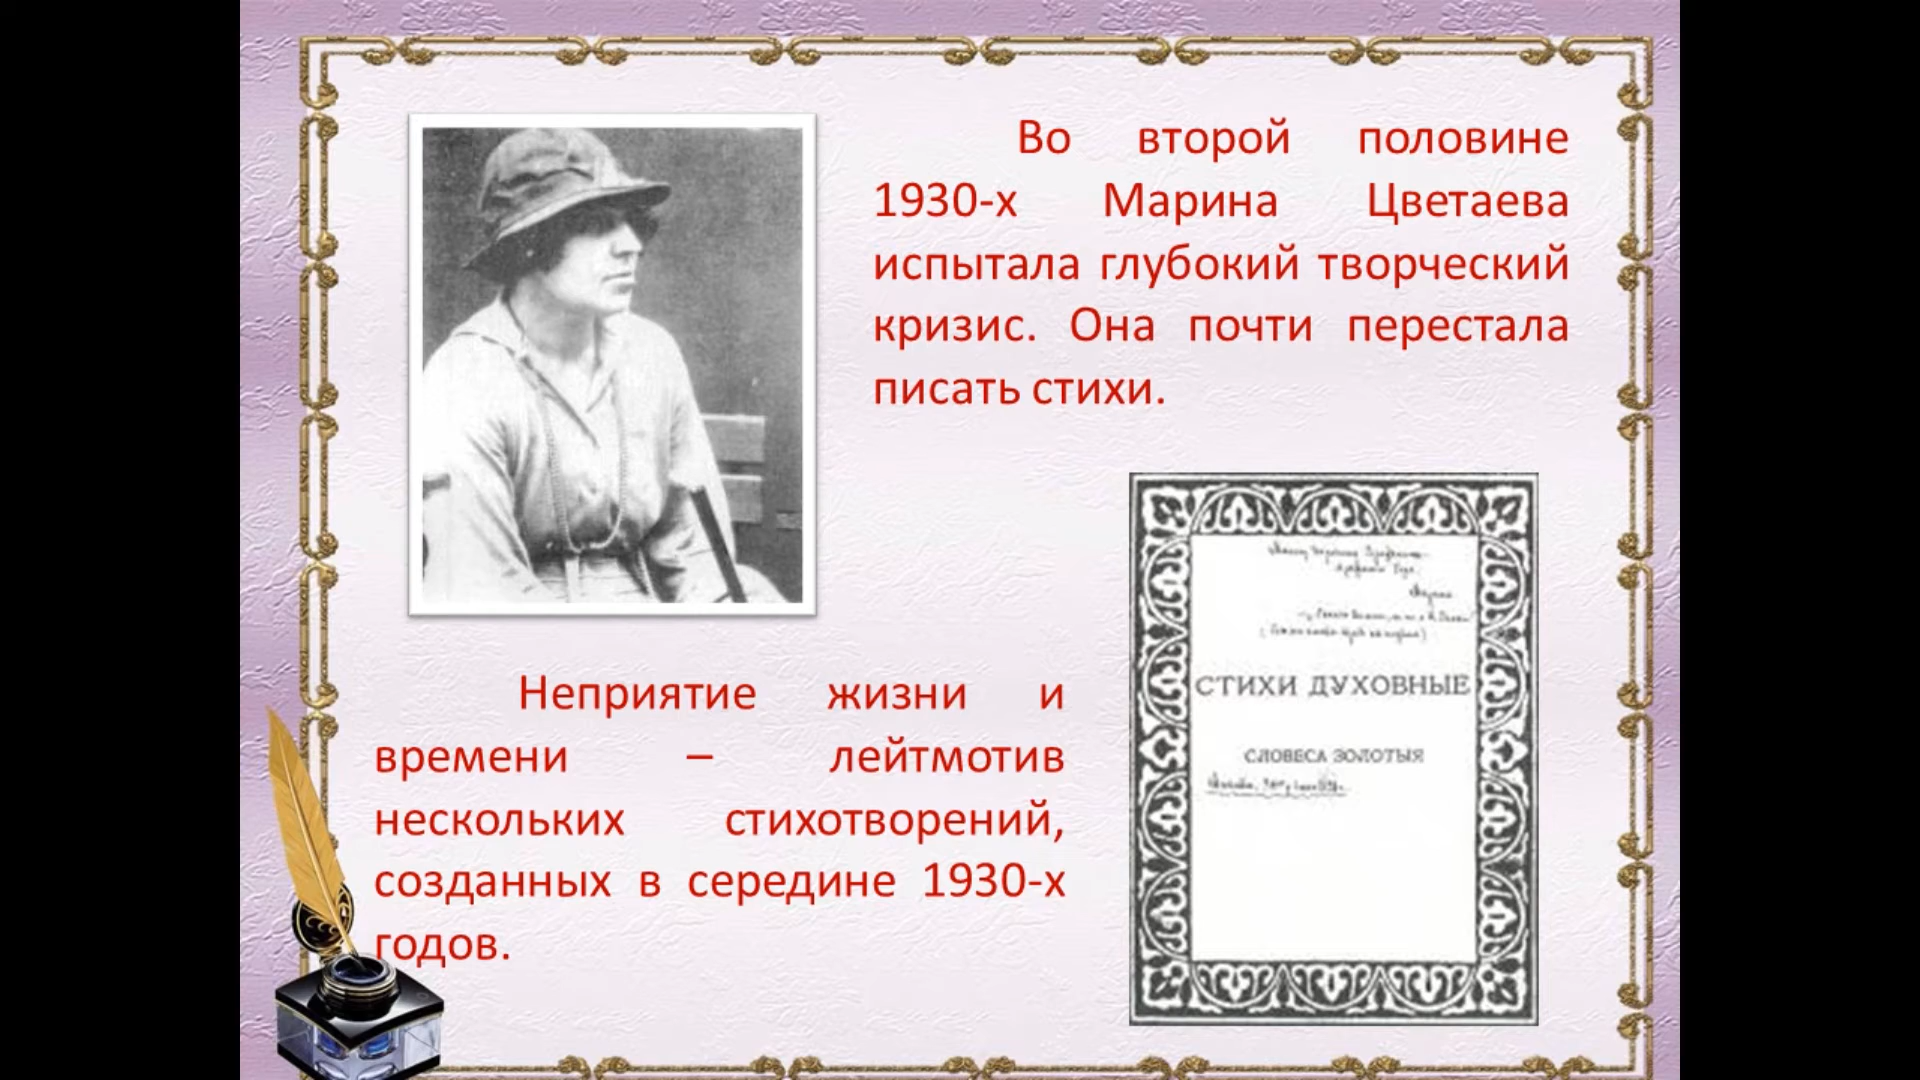 Во второй половине
1930-х Марина Цветаева
испытала глубокий творческий
кризис. Она почти перестала
писать стихи.
Неприятие жизни и
времени – лейтмотив
нескольких стихотворений,
созданных в середине 1930-х
годов.
СТИХИ ДУХОВНЫЕ
СЛОВЕСА ЗОЛОТЫЯ